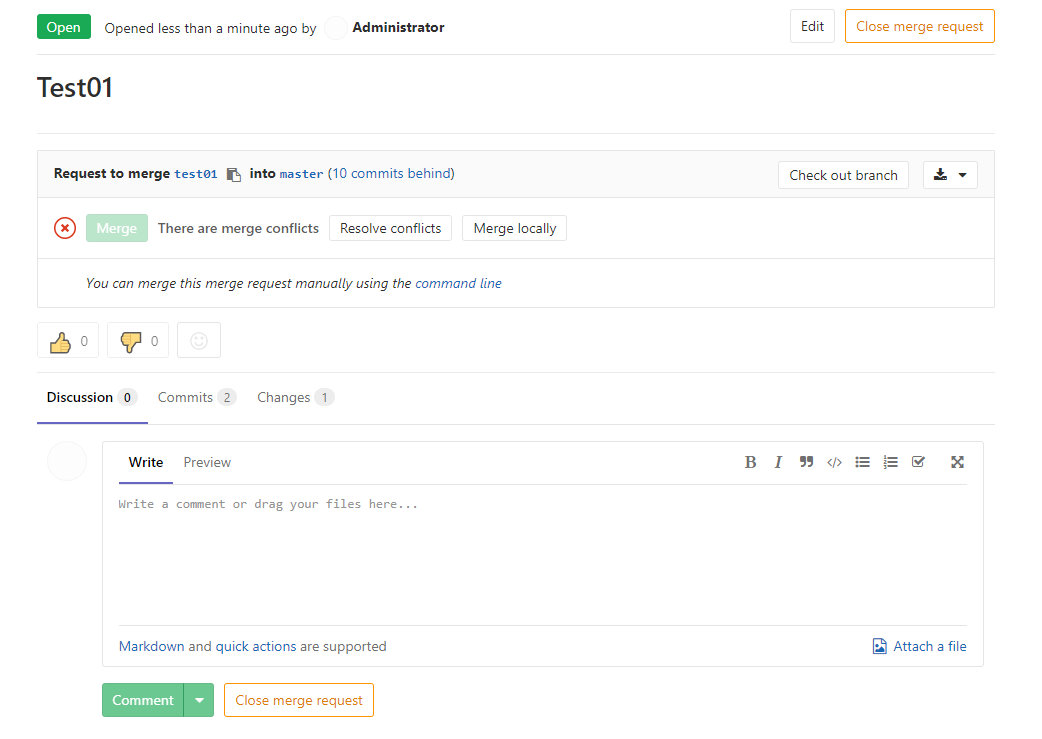 Open Opened less than a minute ago by Administrator Edit Close merge request
Test01
Request to merge test01 into master (10 commits behind) Check out branch
Merge There are merge conflicts Resolve conflicts Merge locally
You can merge this merge request manually using the command line
0 0
Discussion 0 Commits 2 Changes 1
Write Preview B I
Write a comment or drag your files here...
Markdown and quick actions are supported Attach a file
Comment Close merge request